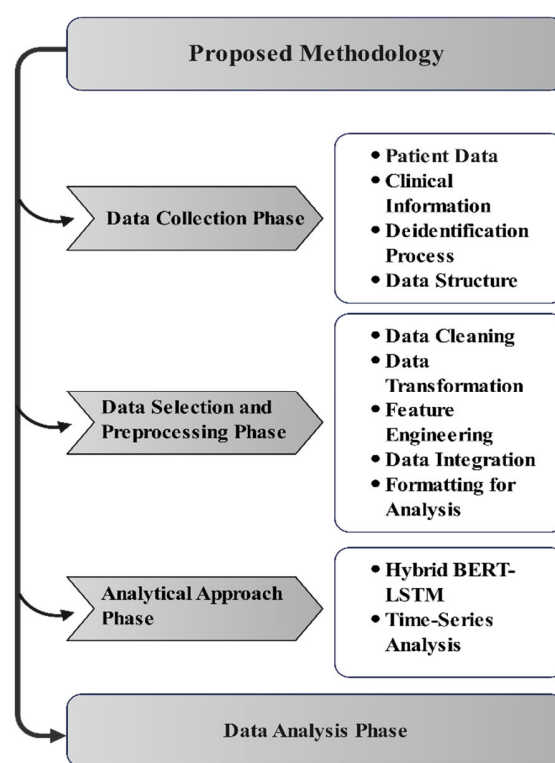 Proposed Methodology
Data Collection Phase
• Patient Data
• Clinical
Information
• Deidentification
Process
• Data Structure
Data Selection and
Preprocessing Phase
• Data Cleaning
• Data
Transformation
• Feature
Engineering
• Data Integration
• Formatting for
Analysis
Analytical Approach
Phase
• Hybrid BERT-
LSTM
• Time-Series
Analysis
Data Analysis Phase